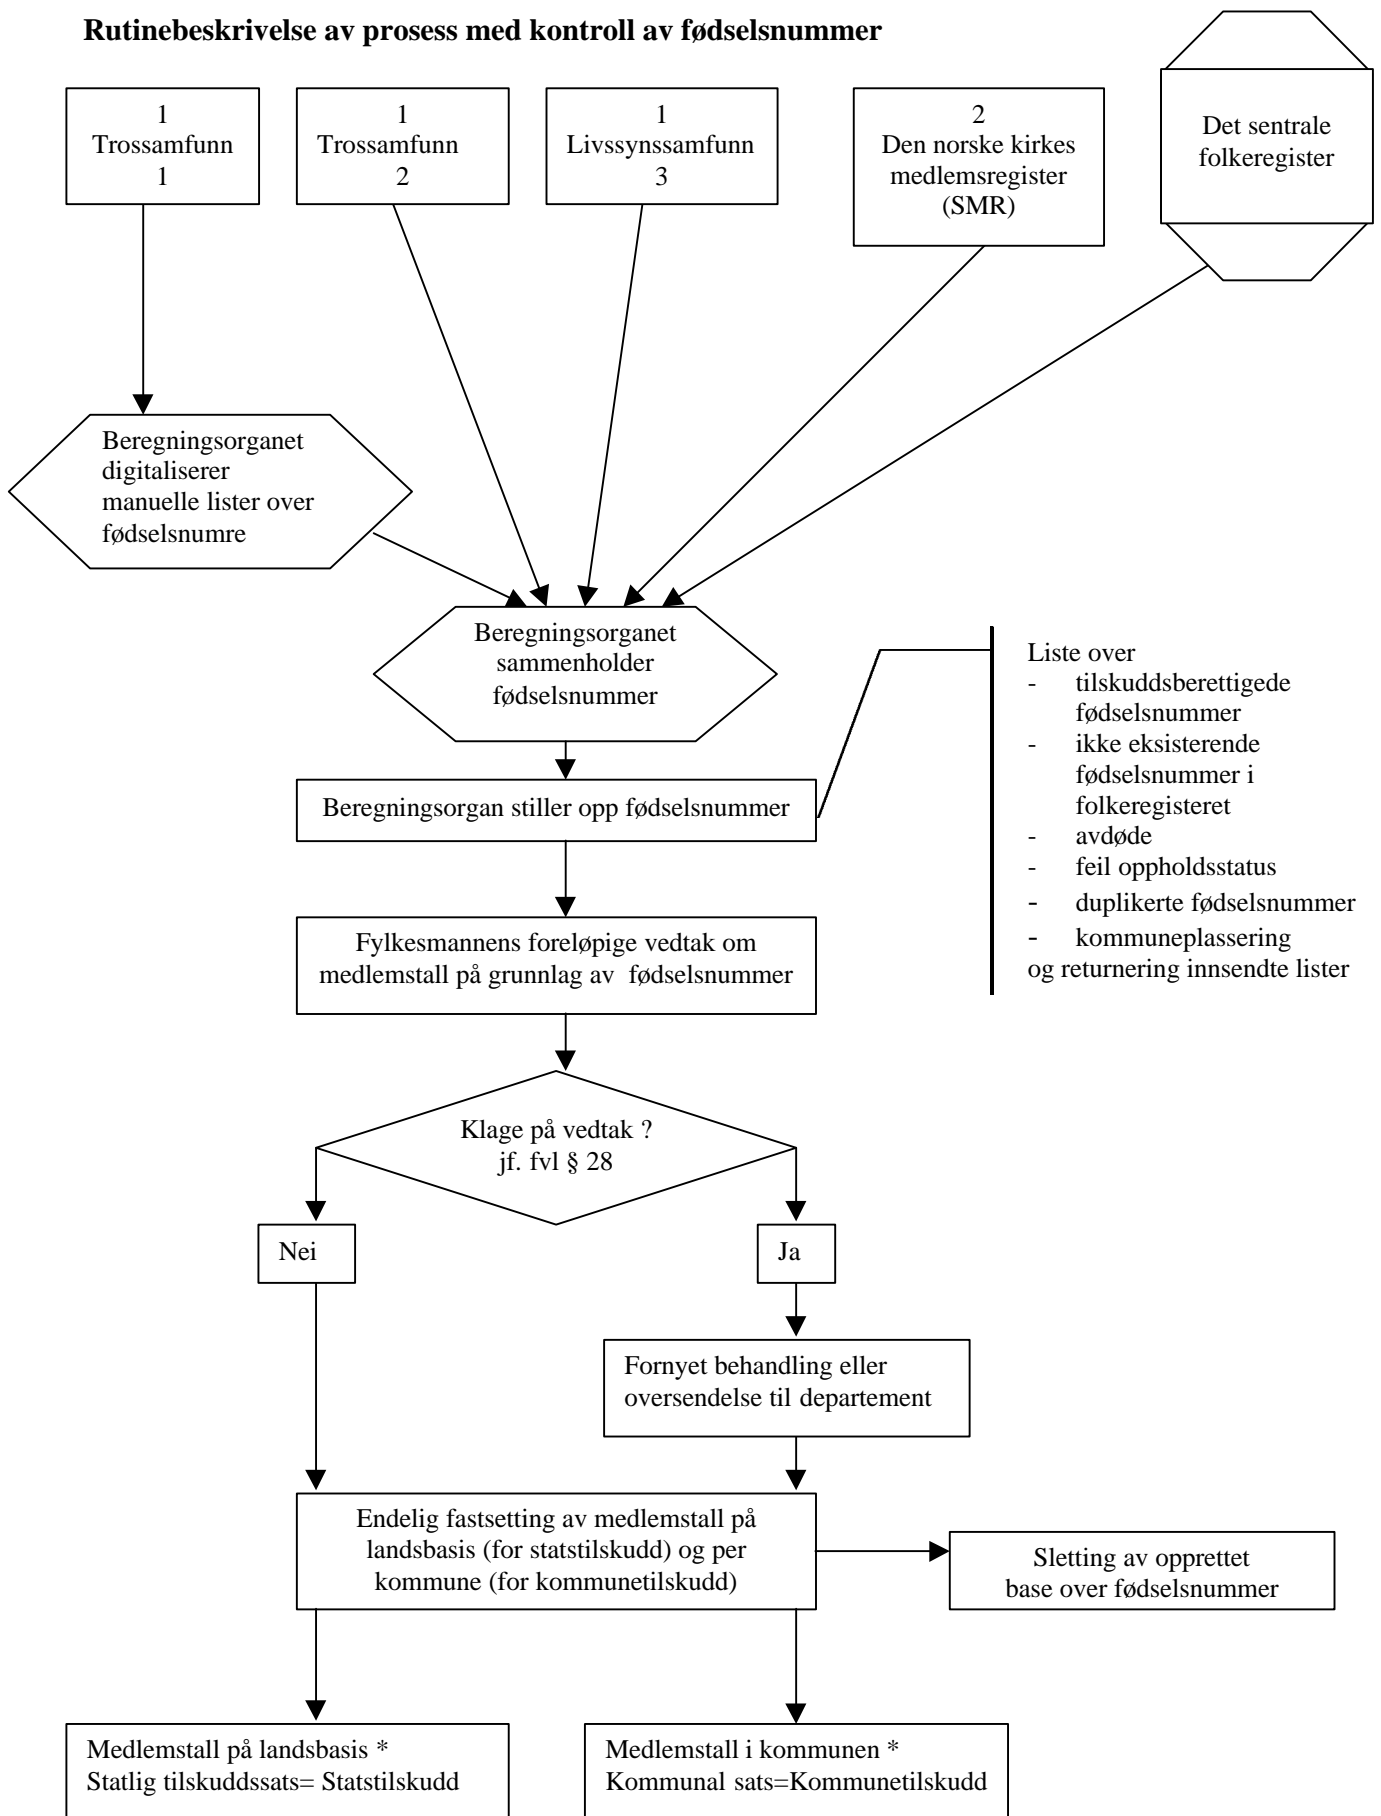 Rutinebeskrivelse av prosess med kontroll av fødselsnummer
1
Trossamfunn
1
1
Trossamfunn
2
1
Livssynssamfunn
3
2
Den norske kirkes
medlemsregister
(SMR)
Det sentrale
folkeregister
Beregningsorganet
digitaliserer
manuelle lister over
fødselsnumre
Beregningsorganet
sammenholder
fødselsnummer
Beregningsorgan stiller opp fødselsnummer
Liste over
- tilskuddsberettigede
fødselsnummer
- ikke eksisterende
fødselsnummer i
folkeregisteret
- avdøde
- feil oppholdsstatus
- duplikerte fødselsnummer
- kommuneplassering
og returnering innsendte lister
Fylkesmannens foreløpige vedtak om
medlemstall på grunnlag av fødselsnummer
Klage på vedtak ?
jf. fvl § 28
Nei
Ja
Fornyet behandling eller
oversendelse til departement
Endelig fastsetting av medlemstall på
landsbasis (for statstilskudd) og per
kommune (for kommunetilskudd)
Sletting av opprettet
base over fødselsnummer
Medlemstall på landsbasis *
Statlig tilskuddssats= Statstilskudd
Medlemstall i kommunen *
Kommunal sats=Kommunetilskudd